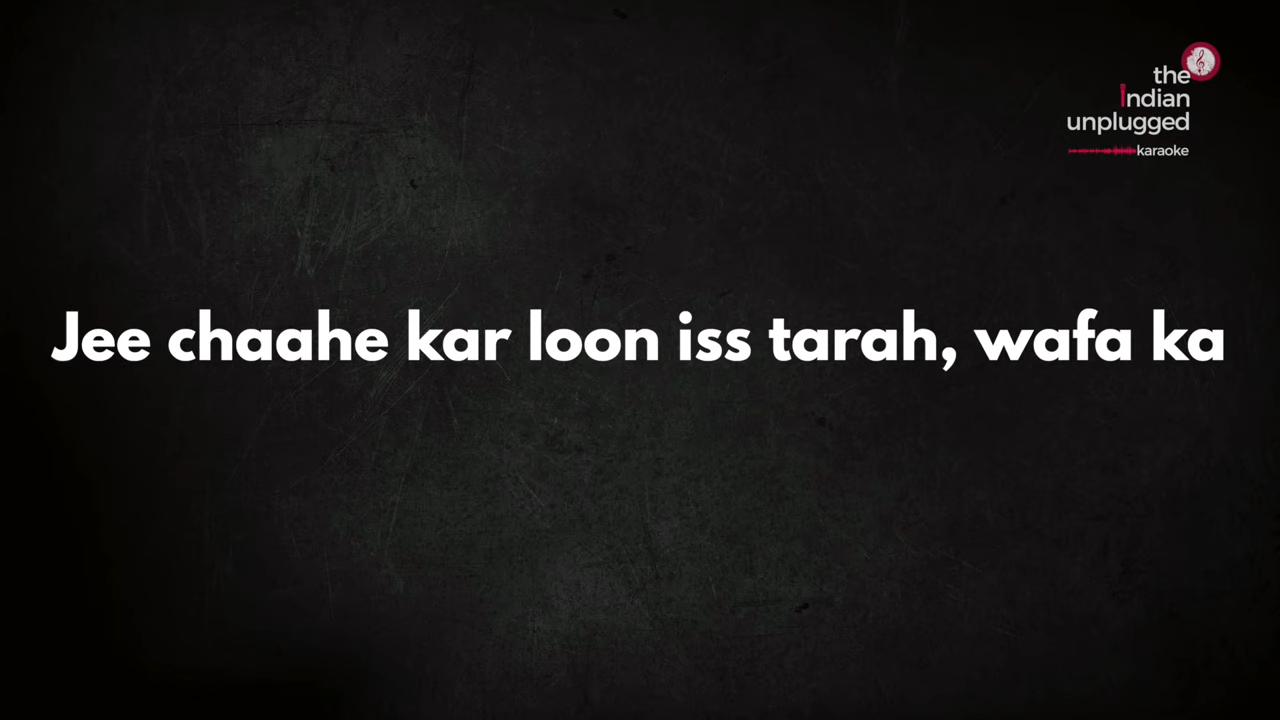 the
indian
unplugged
karaoke
Jee chaahe kar loon iss tarah, wafa ka